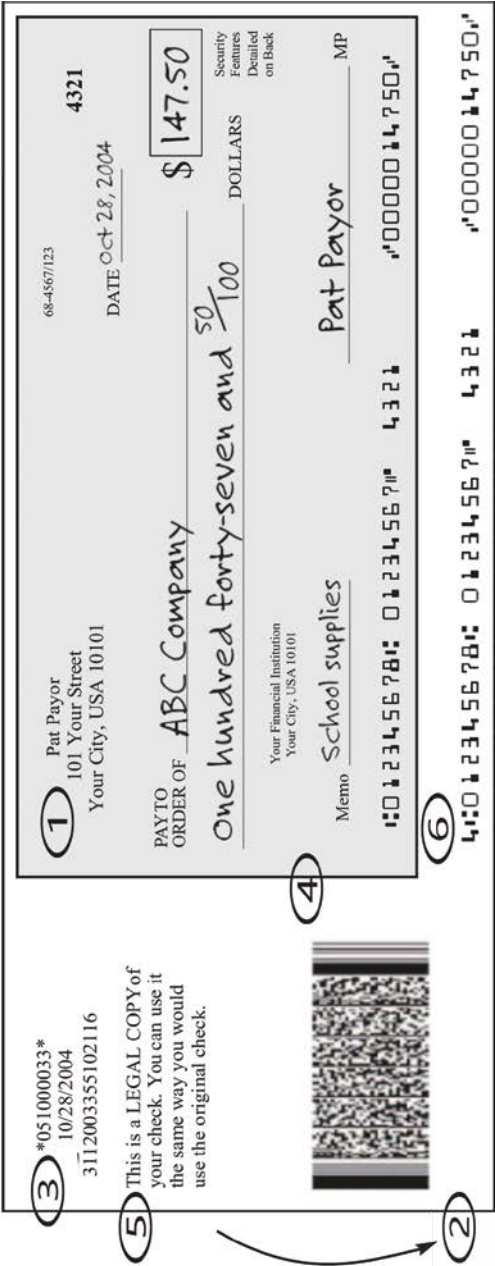 3
*051000033*
10/28/2004
3112003355102116
5
This is a LEGAL COPY of
your check. You can use it
the same way you would
use the original check.
2
1
Pat Payor
101 Your Street
Your City, USA 10101
68-4567/123
4321
DATE Oct 28, 2004
PAY TO
ORDER OF ABC Company $ 147.50
One hundred forty-seven and 50/100 DOLLARS
Security
Features
Detailed
on Back
4
Your Financial Institution
Your City, USA 10101
Memo School supplies Pat Payor MP
⑆012345678⑆ 01234567⑈ 4321 ⑇0000014750⑇
6
4⑆012345678⑆ 01234567⑈ 4321 ⑇0000014750⑇